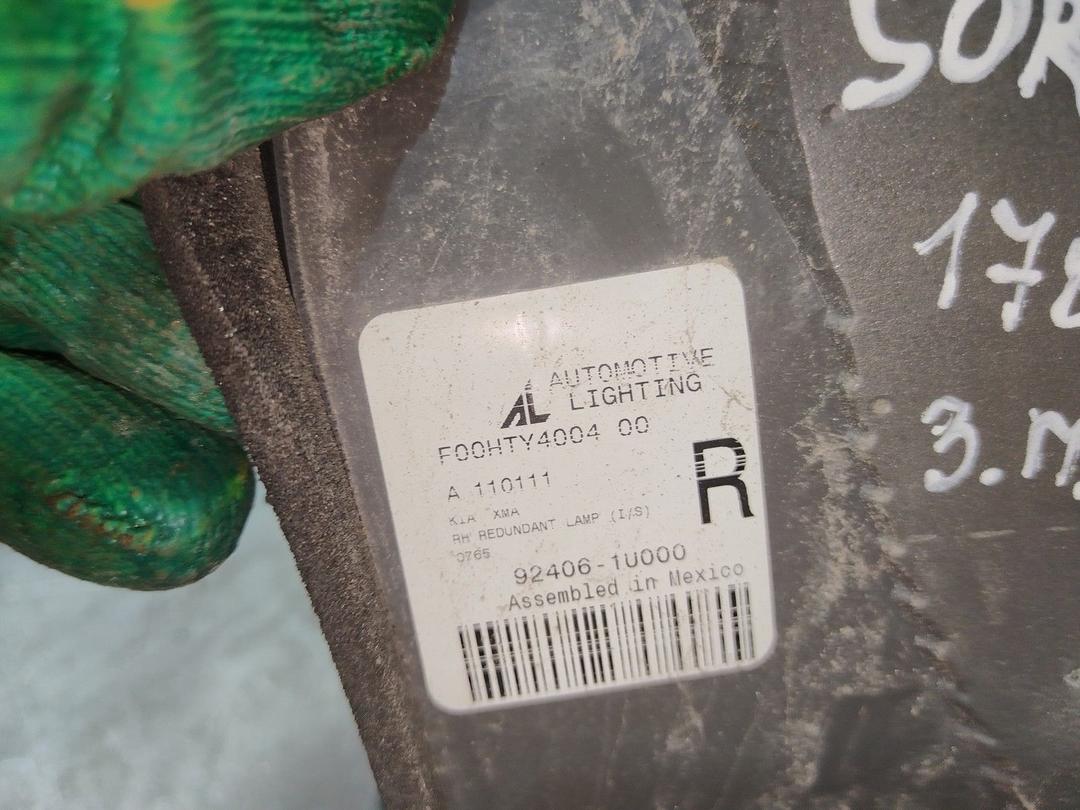 AUTOMOTIVE
AL LIGHTING
F00HTY4004 00
R
A 110111
KIA XMA
RH REDUNDANT LAMP (I/S)
0765
92406-1U000
Assembled in Mexico
SOR
17
3.M